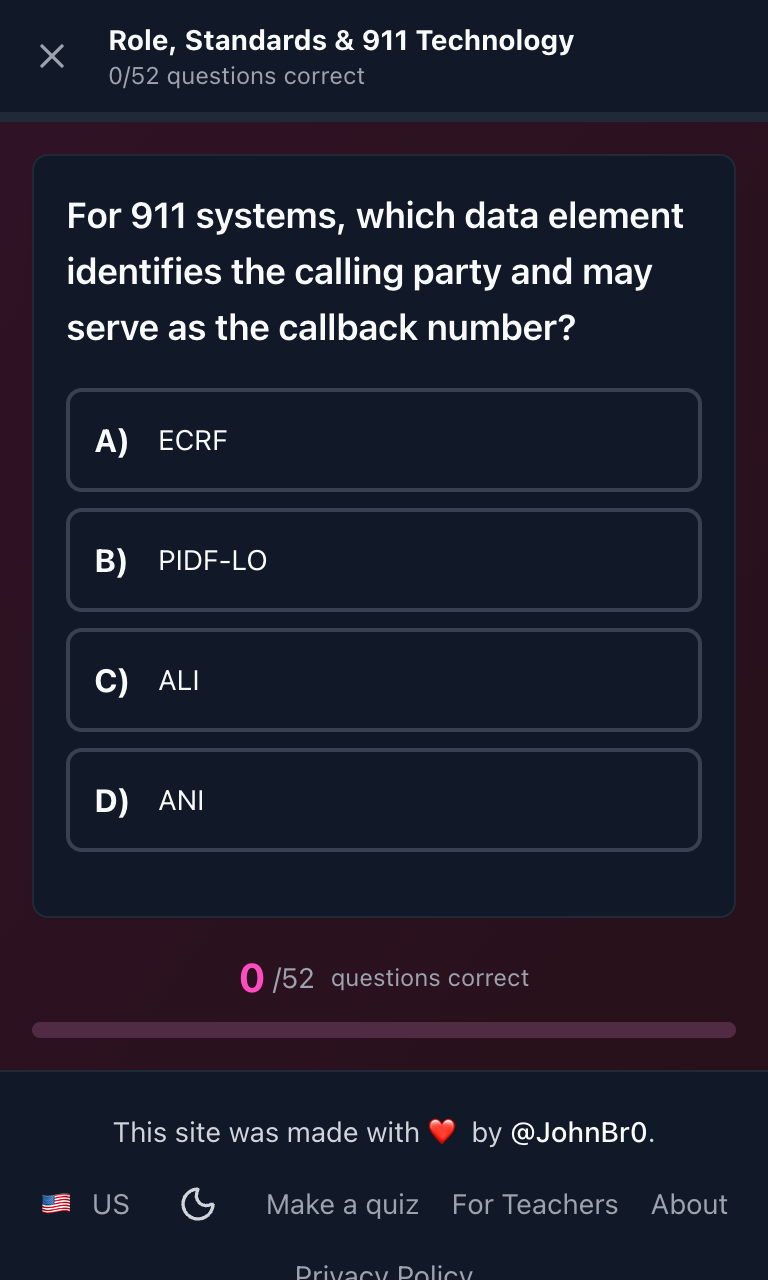 Role, Standards & 911 Technology
0/52 questions correct
For 911 systems, which data element
identifies the calling party and may
serve as the callback number?
A) ECRF
B) PIDF-LO
C) ALI
D) ANI
0 /52 questions correct
This site was made with ❤️ by @JohnBr0.
🇺🇸 US Make a quiz For Teachers About
Privacy Policy